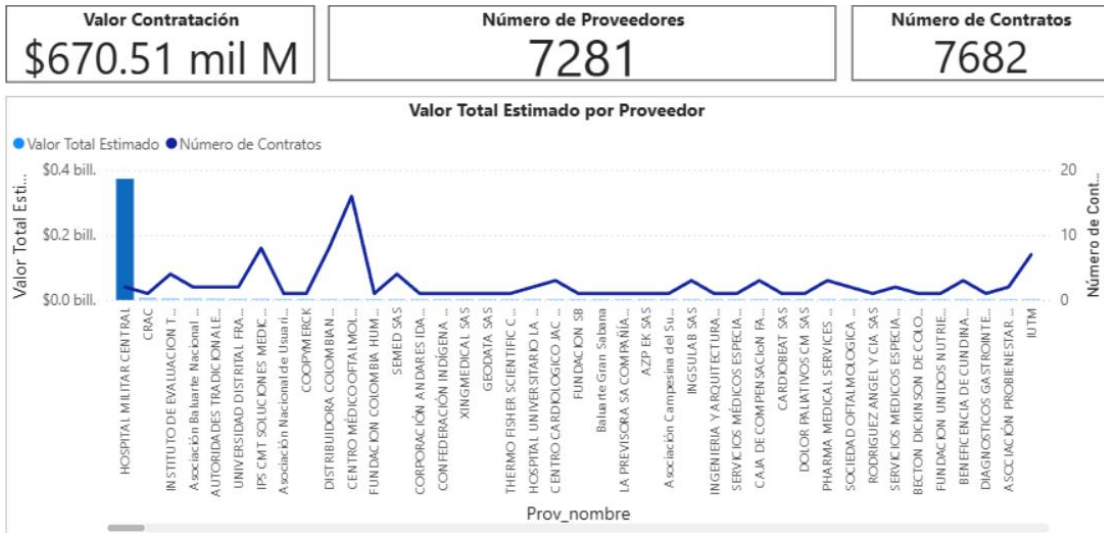 Valor Contratación
$670.51 mil M
Número de Proveedores
7281
Número de Contratos
7682
Valor Total Estimado por Proveedor
Valor Total Estimado Número de Contratos
Valor Total Esti...
$0.4 bill.
$0.2 bill.
$0.0 bill.
20
10
0
Número de Cont...
HOSPITAL MILITAR CENTRAL
CRAC
INSTITUTO DE EVALUACION T...
Asociación Baluarte Nacional ...
AUTORIDADES TRADICIONALE...
UNIVERSIDAD DISTRITAL FRA...
IPS CMT SOLUCIONES MEDIC...
Asociación Nacional de Usuari...
COOPYMERCK
DISTRIBUIDORA COLOMBIAN...
CENTRO MÉDICO OFTALMOL...
FUNDACION COLOMBIA HUM...
SEMED SAS
CORPORACIÓN ANDARES IDA...
CONFEDERACIÓN INDÍGENA ...
XINGMEDICAL SAS
GEODATA SAS
THERMO FISHER SCIENTIFIC C...
HOSPITAL UNIVERSITARIO LA ...
CENTRO CARDIOLOGICO JAC ...
FUNDACION SB
Baluarte Gran Sabana
LA PREVISORA SA COMPAÑÍA...
AZP EK SAS
Asociación Campesina del Su...
INGSULAB SAS
INGENIERIA Y ARQUITECTURA...
SERVICIOS MÉDICOS ESPECIA...
CAJA DE COMPENSACIoN FA...
CARDIOBEAT SAS
DOLOR PALIATIVOS CM SAS
PHARMA MEDICAL SERVICES ...
SOCIEDAD OFTALMOLOGICA ...
RODRIGUEZ ANGEL Y CIA SAS
SERVICIOS MEDICOS ESPECIA...
BECTON DICKINSON DE COLO...
FUNDACION UNIDOS NUTRIE...
BENEFICENCIA DE CUNDINA...
DIAGNOSTICOS GASTROINTE...
ASOCIACIÓN PROBIENESTAR ...
IUTM
Prov_nombre